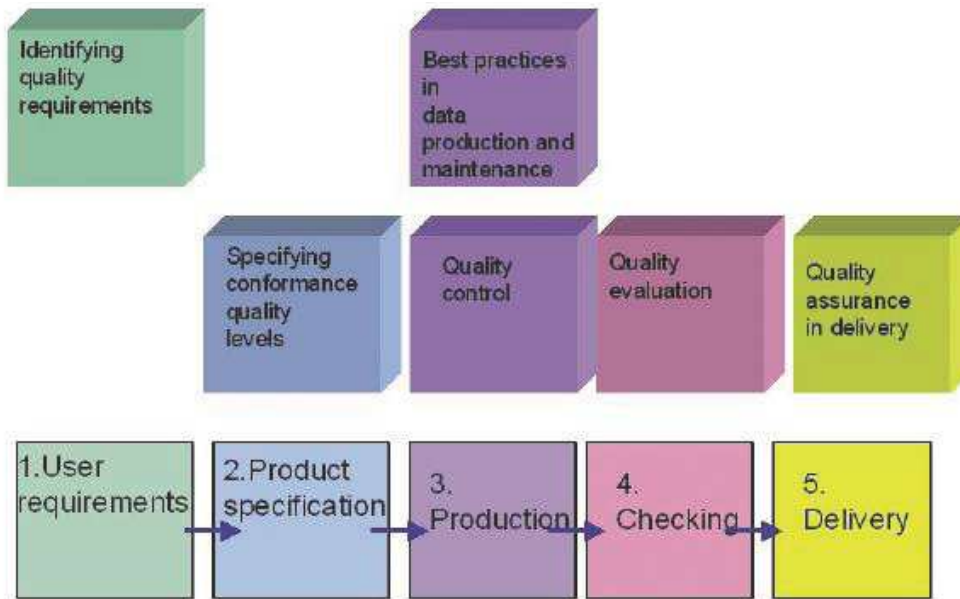 Identifying
quality
requirements
Best practices
in
data
production and
maintenance
Specifying
conformance
quality
levels
Quality
control
Quality
evaluation
Quality
assurance
in delivery
1.User
requirements
2.Product
specification
3.
Production
4.
Checking
5.
Delivery